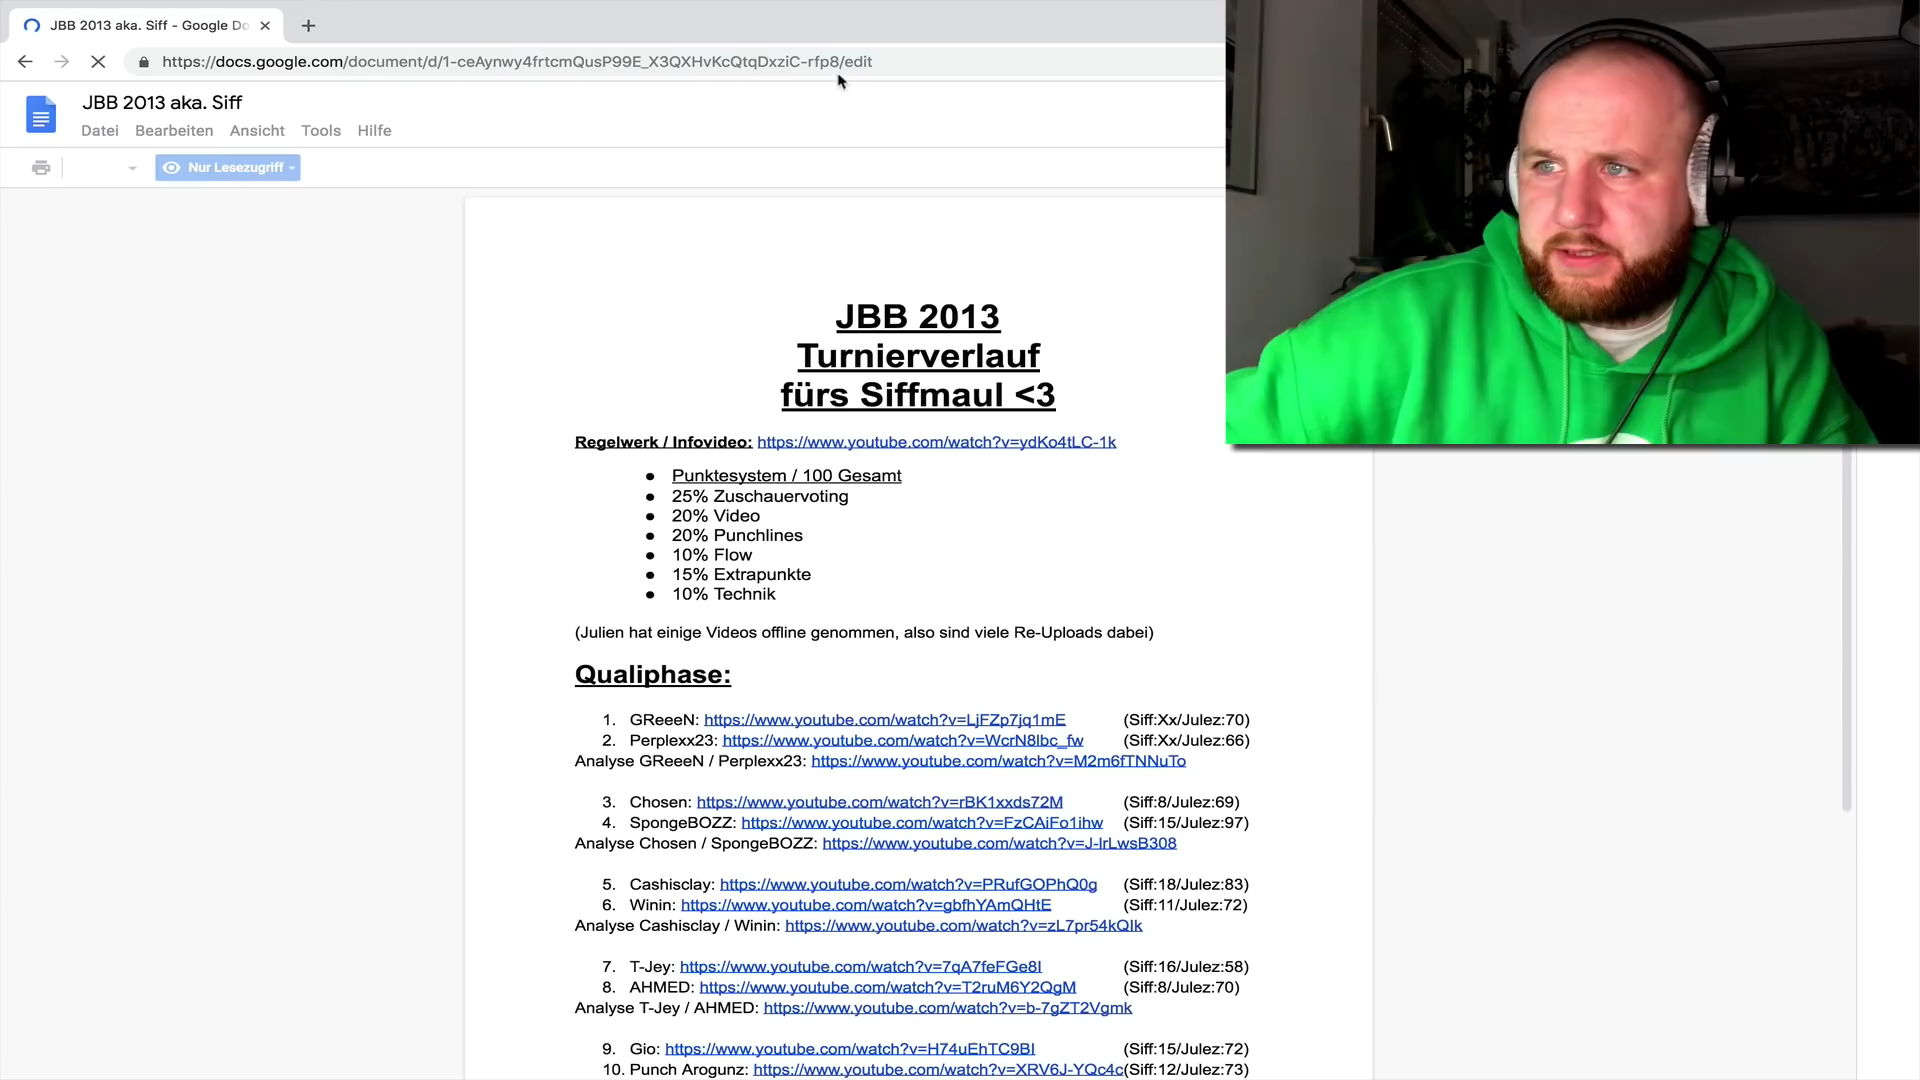 JBB 2013 aka. Siff - Google Do
https://docs.google.com/document/d/1-ceAynwy4frtcmQusP99E_X3QXHvKcQtqDxziC-rfp8/edit
JBB 2013 aka. Siff
Datei Bearbeiten Ansicht Tools Hilfe
Nur Lesezugriff
JBB 2013
Turnierverlauf
fürs Siffmaul <3
Regelwerk / Infovideo: https://www.youtube.com/watch?v=ydKo4tLC-1k
● Punktesystem / 100 Gesamt
● 25% Zuschauervoting
● 20% Video
● 20% Punchlines
● 10% Flow
● 15% Extrapunkte
● 10% Technik
(Julien hat einige Videos offline genommen, also sind viele Re-Uploads dabei)
Qualiphase:
1. GReeeN: https://www.youtube.com/watch?v=LjFZp7jq1mE (Siff:Xx/Julez:70)
2. Perplexx23: https://www.youtube.com/watch?v=WcrN8lbc_fw (Siff:Xx/Julez:66)
Analyse GReeeN / Perplexx23: https://www.youtube.com/watch?v=M2m6fTNNuTo
3. Chosen: https://www.youtube.com/watch?v=rBK1xxds72M (Siff:8/Julez:69)
4. SpongeBOZZ: https://www.youtube.com/watch?v=FzCAiFo1ihw (Siff:15/Julez:97)
Analyse Chosen / SpongeBOZZ: https://www.youtube.com/watch?v=J-lrLwsB308
5. Cashisclay: https://www.youtube.com/watch?v=PRufGOPhQ0g (Siff:18/Julez:83)
6. Winin: https://www.youtube.com/watch?v=gbfhYAmQHtE (Siff:11/Julez:72)
Analyse Cashisclay / Winin: https://www.youtube.com/watch?v=zL7pr54kQIk
7. T-Jey: https://www.youtube.com/watch?v=7qA7feFGe8I (Siff:16/Julez:58)
8. AHMED: https://www.youtube.com/watch?v=T2ruM6Y2QgM (Siff:8/Julez:70)
Analyse T-Jey / AHMED: https://www.youtube.com/watch?v=b-7gZT2Vgmk
9. Gio: https://www.youtube.com/watch?v=H74uEhTC9BI (Siff:15/Julez:72)
10. Punch Arogunz: https://www.youtube.com/watch?v=XRV6J-YQc4c(Siff:12/Julez:73)